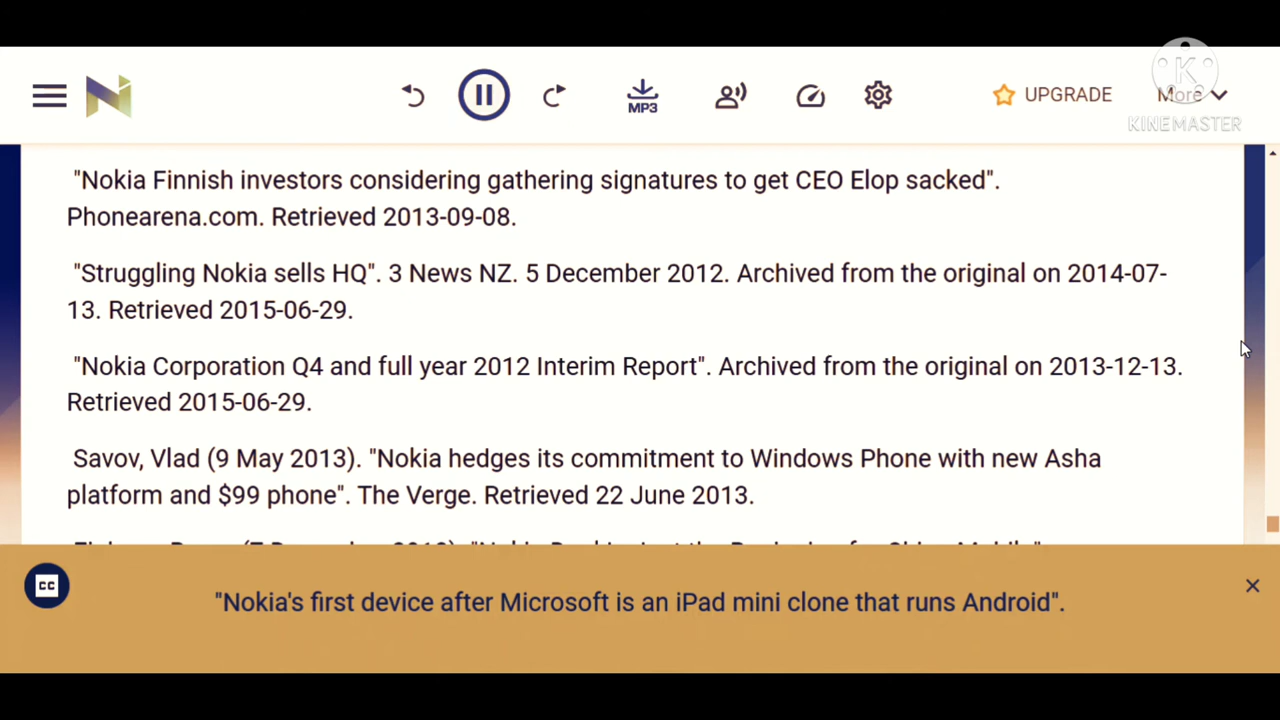 MP3
UPGRADE
More
KINEMASTER
"Nokia Finnish investors considering gathering signatures to get CEO Elop sacked".
Phonearena.com. Retrieved 2013-09-08.
"Struggling Nokia sells HQ". 3 News NZ. 5 December 2012. Archived from the original on 2014-07-
13. Retrieved 2015-06-29.
"Nokia Corporation Q4 and full year 2012 Interim Report". Archived from the original on 2013-12-13.
Retrieved 2015-06-29.
Savov, Vlad (9 May 2013). "Nokia hedges its commitment to Windows Phone with new Asha
platform and $99 phone". The Verge. Retrieved 22 June 2013.
CC
"Nokia's first device after Microsoft is an iPad mini clone that runs Android".